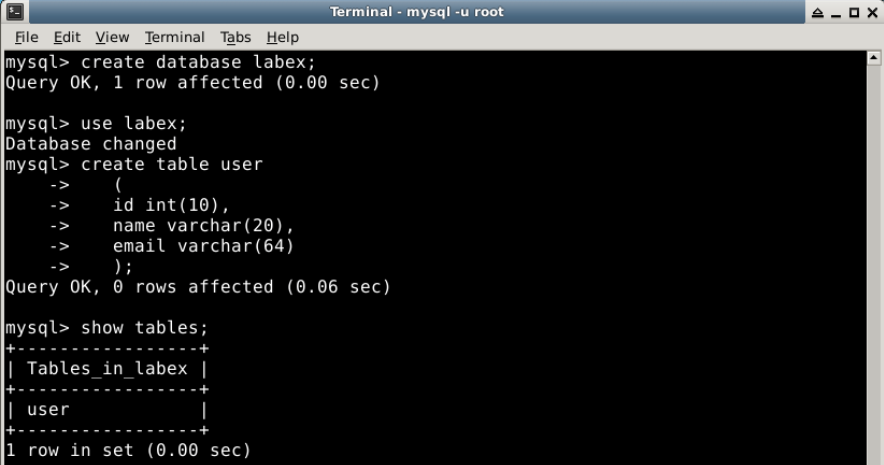 Terminal - mysql -u root
File Edit View Terminal Tabs Help
mysql> create database labex;
Query OK, 1 row affected (0.00 sec)
mysql> use labex;
Database changed
mysql> create table user
    ->    (
    ->    id int(10),
    ->    name varchar(20),
    ->    email varchar(64)
    ->    );
Query OK, 0 rows affected (0.06 sec)
mysql> show tables;
+-----------------+
| Tables_in_labex |
+-----------------+
| user            |
+-----------------+
1 row in set (0.00 sec)